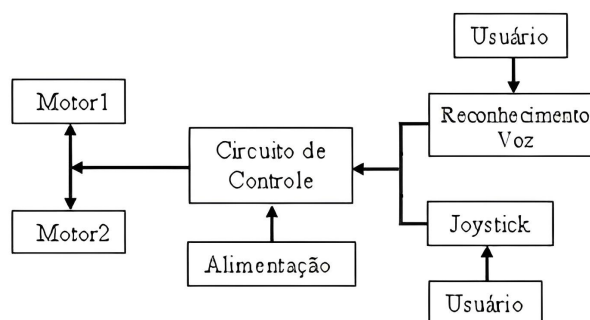 Usuário
Motor1
Reconhecimento
Voz
Circuito de
Controle
Motor2
Joystick
Alimentação
Usuário